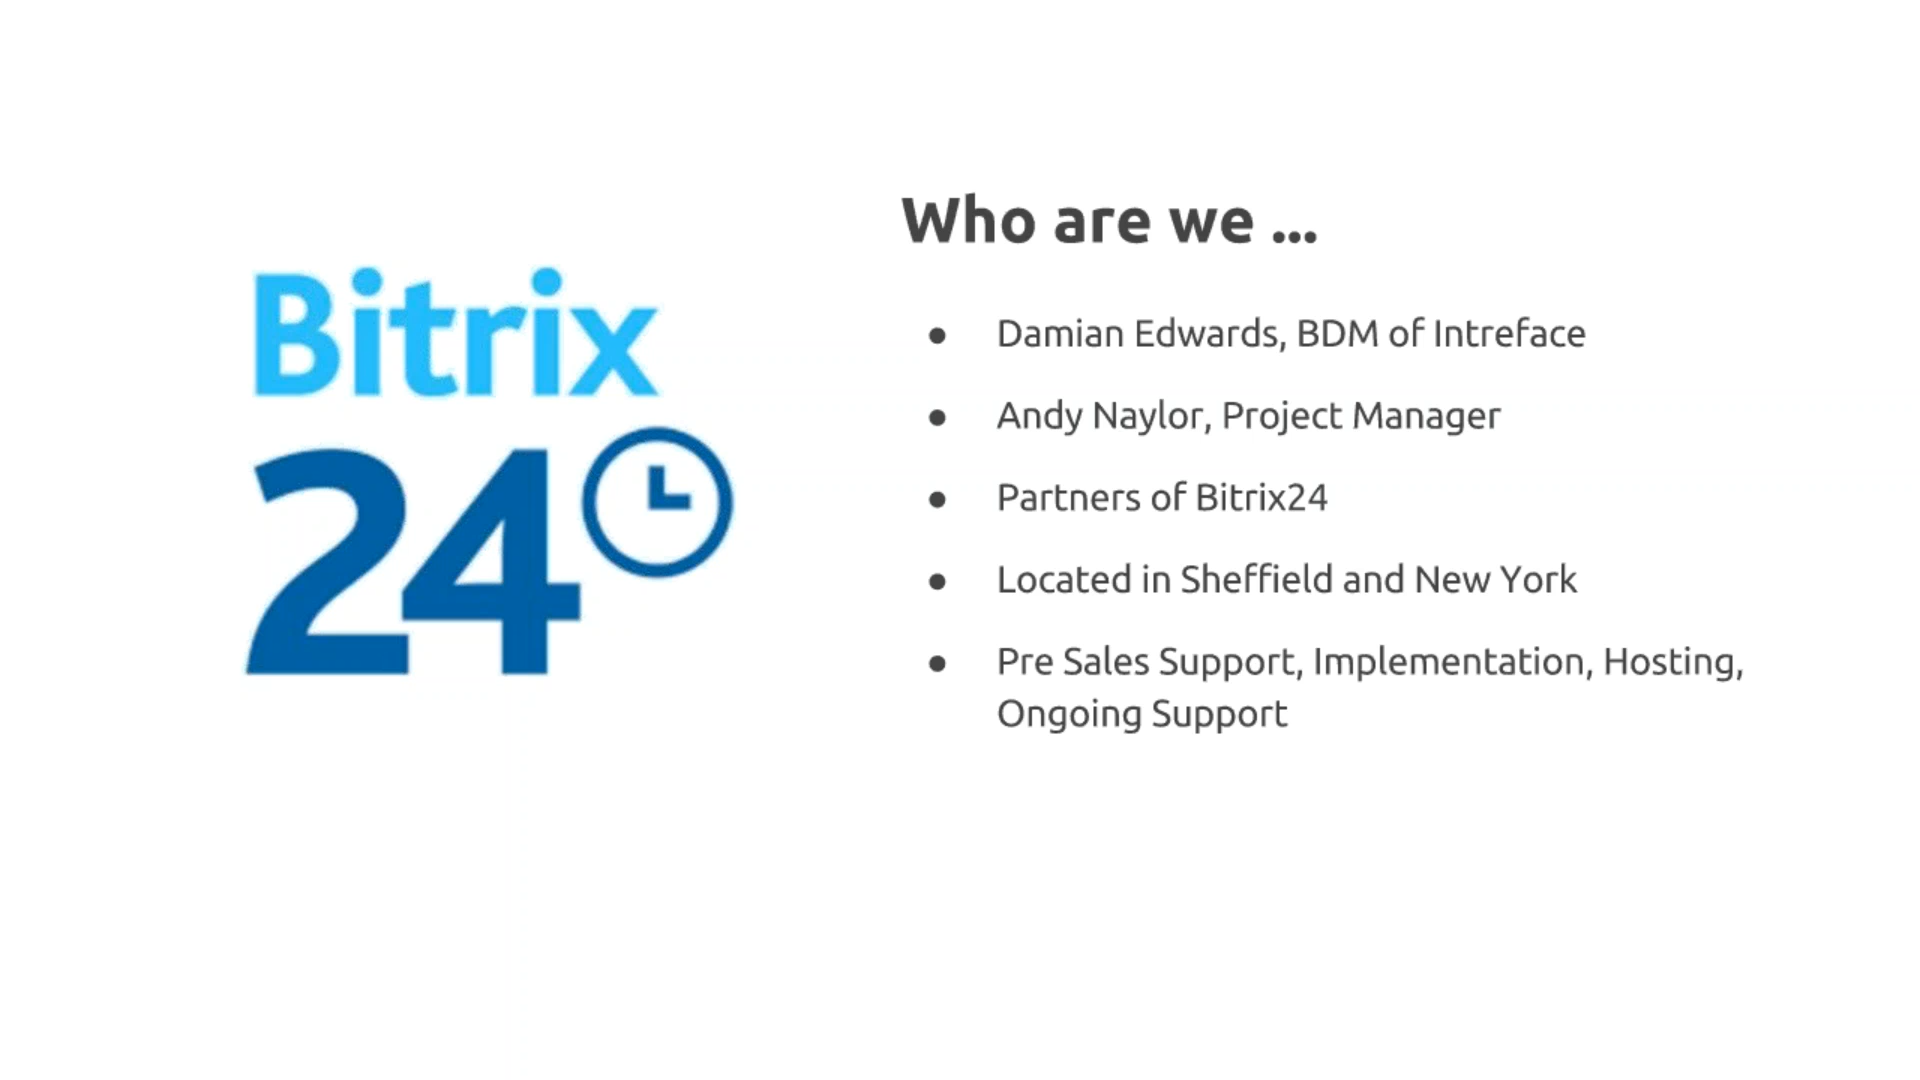 Bitrix
24
Who are we ...
● Damian Edwards, BDM of Intreface
● Andy Naylor, Project Manager
● Partners of Bitrix24
● Located in Sheffield and New York
● Pre Sales Support, Implementation, Hosting,
Ongoing Support